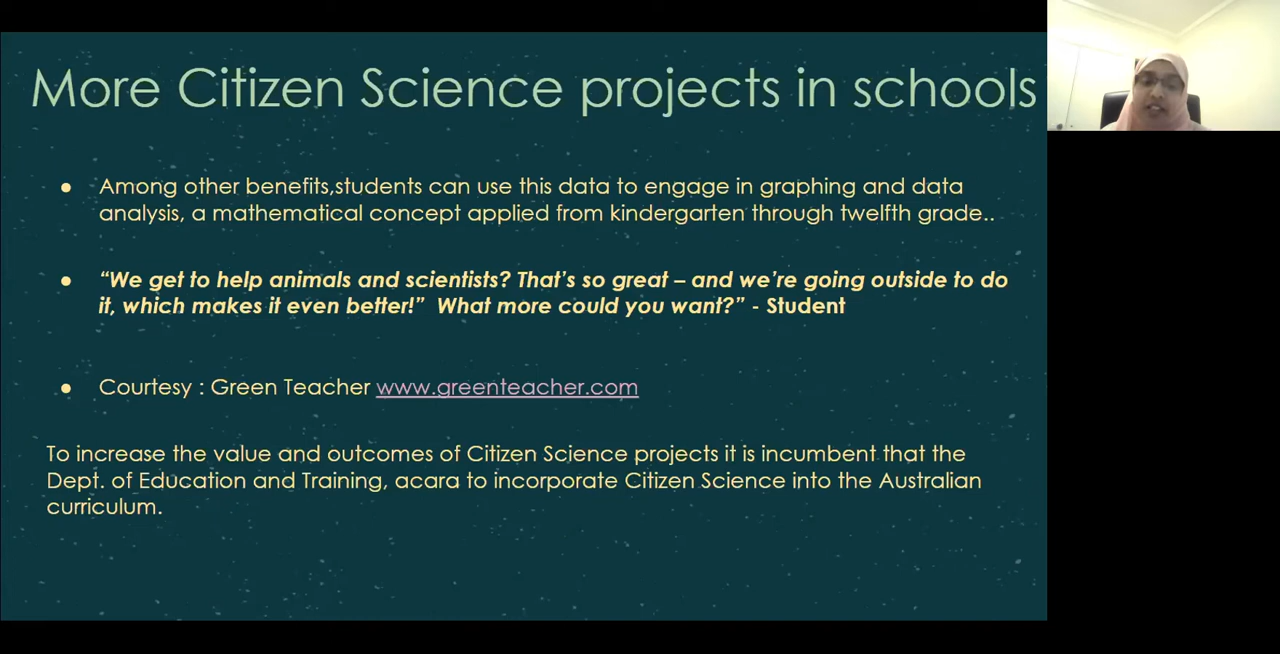 More Citizen Science projects in schools
Among other benefits,students can use this data to engage in graphing and data
analysis, a mathematical concept applied from kindergarten through twelfth grade..
“We get to help animals and scientists? That’s so great – and we’re going outside to do
it, which makes it even better!”  What more could you want?” - Student
Courtesy : Green Teacher www.greenteacher.com
To increase the value and outcomes of Citizen Science projects it is incumbent that the
Dept. of Education and Training, acara to incorporate Citizen Science into the Australian
curriculum.